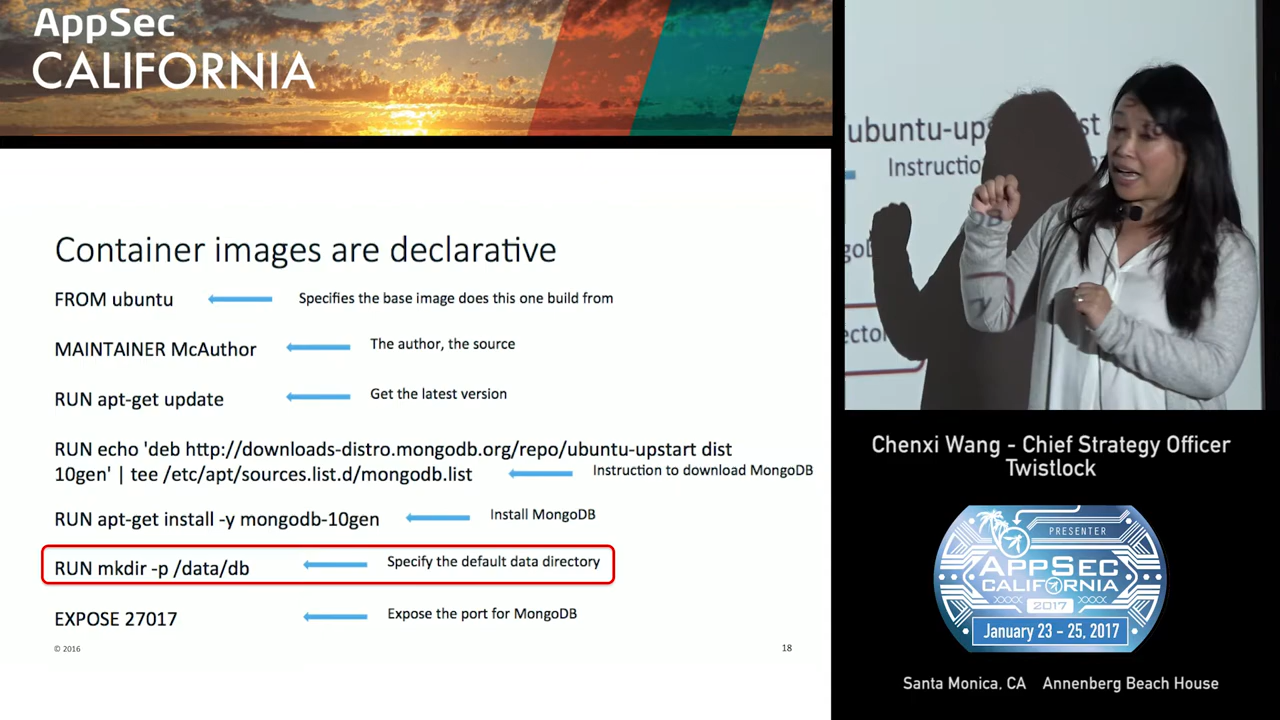 AppSec
CALIFORNIA
Container images are declarative
FROM ubuntu
Specifies the base image does this one build from
MAINTAINER McAuthor
The author, the source
RUN apt-get update
Get the latest version
RUN echo 'deb http://downloads-distro.mongodb.org/repo/ubuntu-upstart dist
10gen' | tee /etc/apt/sources.list.d/mongodb.list
Instruction to download MongoDB
RUN apt-get install -y mongodb-10gen
Install MongoDB
RUN mkdir -p /data/db
Specify the default data directory
EXPOSE 27017
Expose the port for MongoDB
© 2016
18
ubuntu-ups
st
Instructio
Chenxi Wang - Chief Strategy Officer
Twistlock
PRESENTER
APPSEC
CALIFORNIA
2017
January 23 - 25, 2017
Santa Monica, CA Annenberg Beach House